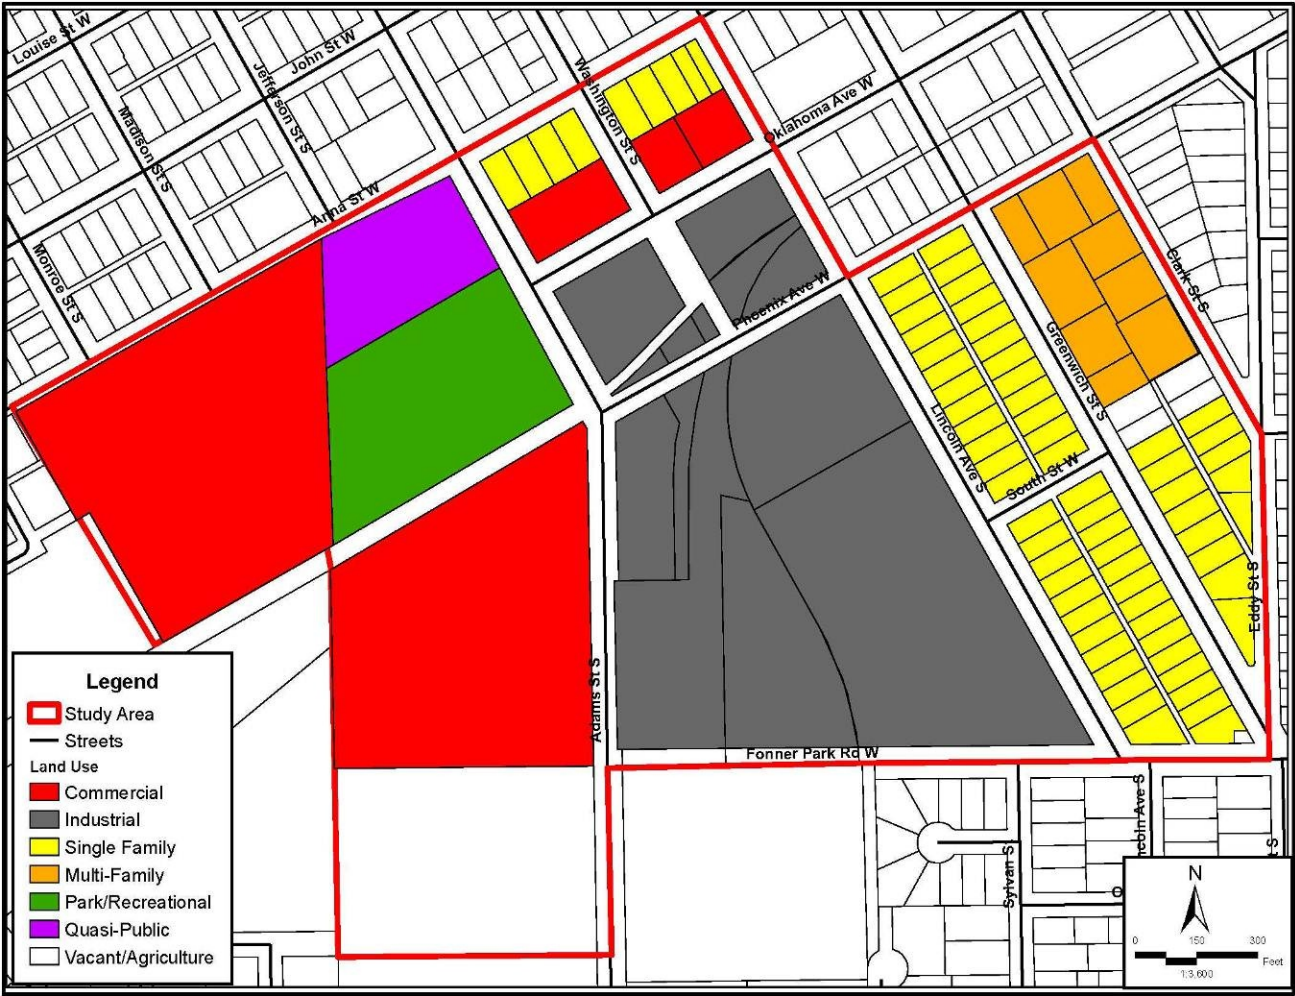 Louise St W
John St W
Jefferson St S
Madison St S
Monroe St S
Anna St W
Washington St S
Oklahoma Ave W
Phoenix Ave W
Clark St S
Greenwich St S
Lincoln Ave S
South St W
Eddy St S
Adams St S
Fonner Park Rd W
Sylvan S
ncoln Ave S
t S
O
Legend
Study Area
Streets
Land Use
Commercial
Industrial
Single Family
Multi-Family
Park/Recreational
Quasi-Public
Vacant/Agriculture
N
0 150 300
Feet
1:3,600